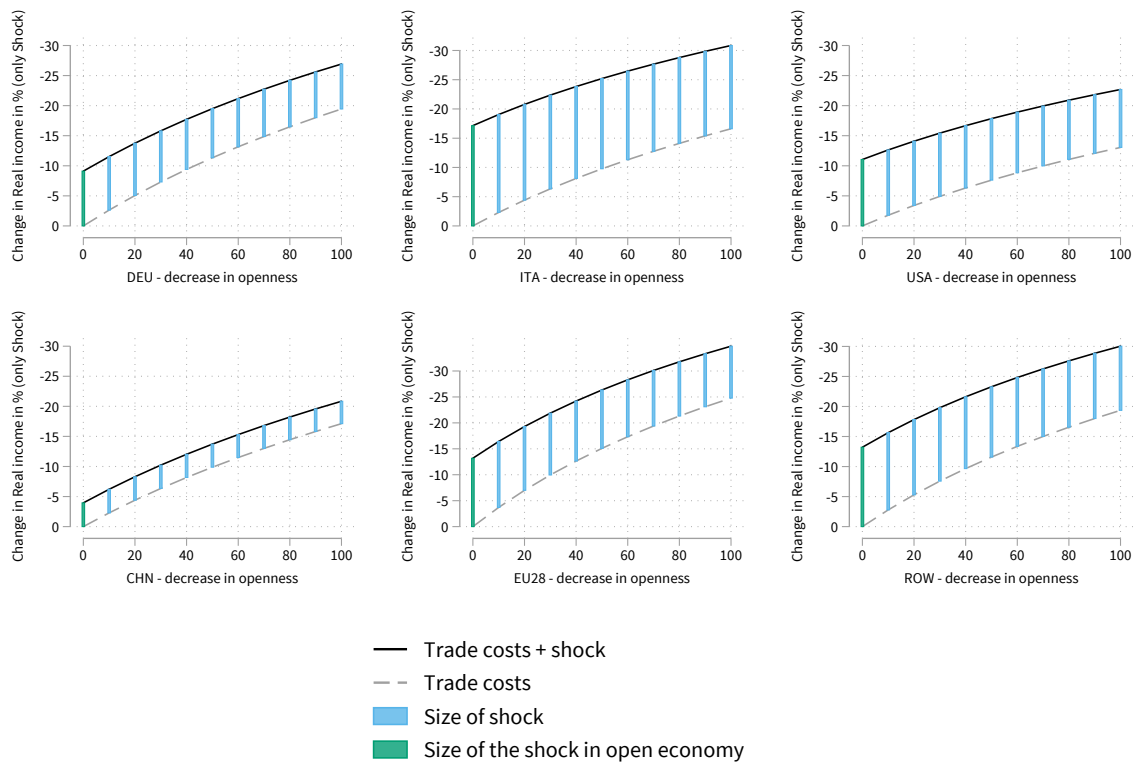 Change in Real income in % (only Shock)
-30
-25
-20
-15
-10
-5
0
0 20 40 60 80 100
DEU - decrease in openness
Change in Real income in % (only Shock)
-30
-25
-20
-15
-10
-5
0
0 20 40 60 80 100
ITA - decrease in openness
Change in Real income in % (only Shock)
-30
-25
-20
-15
-10
-5
0
0 20 40 60 80 100
USA - decrease in openness
Change in Real income in % (only Shock)
-30
-25
-20
-15
-10
-5
0
0 20 40 60 80 100
CHN - decrease in openness
Change in Real income in % (only Shock)
-30
-25
-20
-15
-10
-5
0
0 20 40 60 80 100
EU28 - decrease in openness
Change in Real income in % (only Shock)
-30
-25
-20
-15
-10
-5
0
0 20 40 60 80 100
ROW - decrease in openness
Trade costs + shock
Trade costs
Size of shock
Size of the shock in open economy